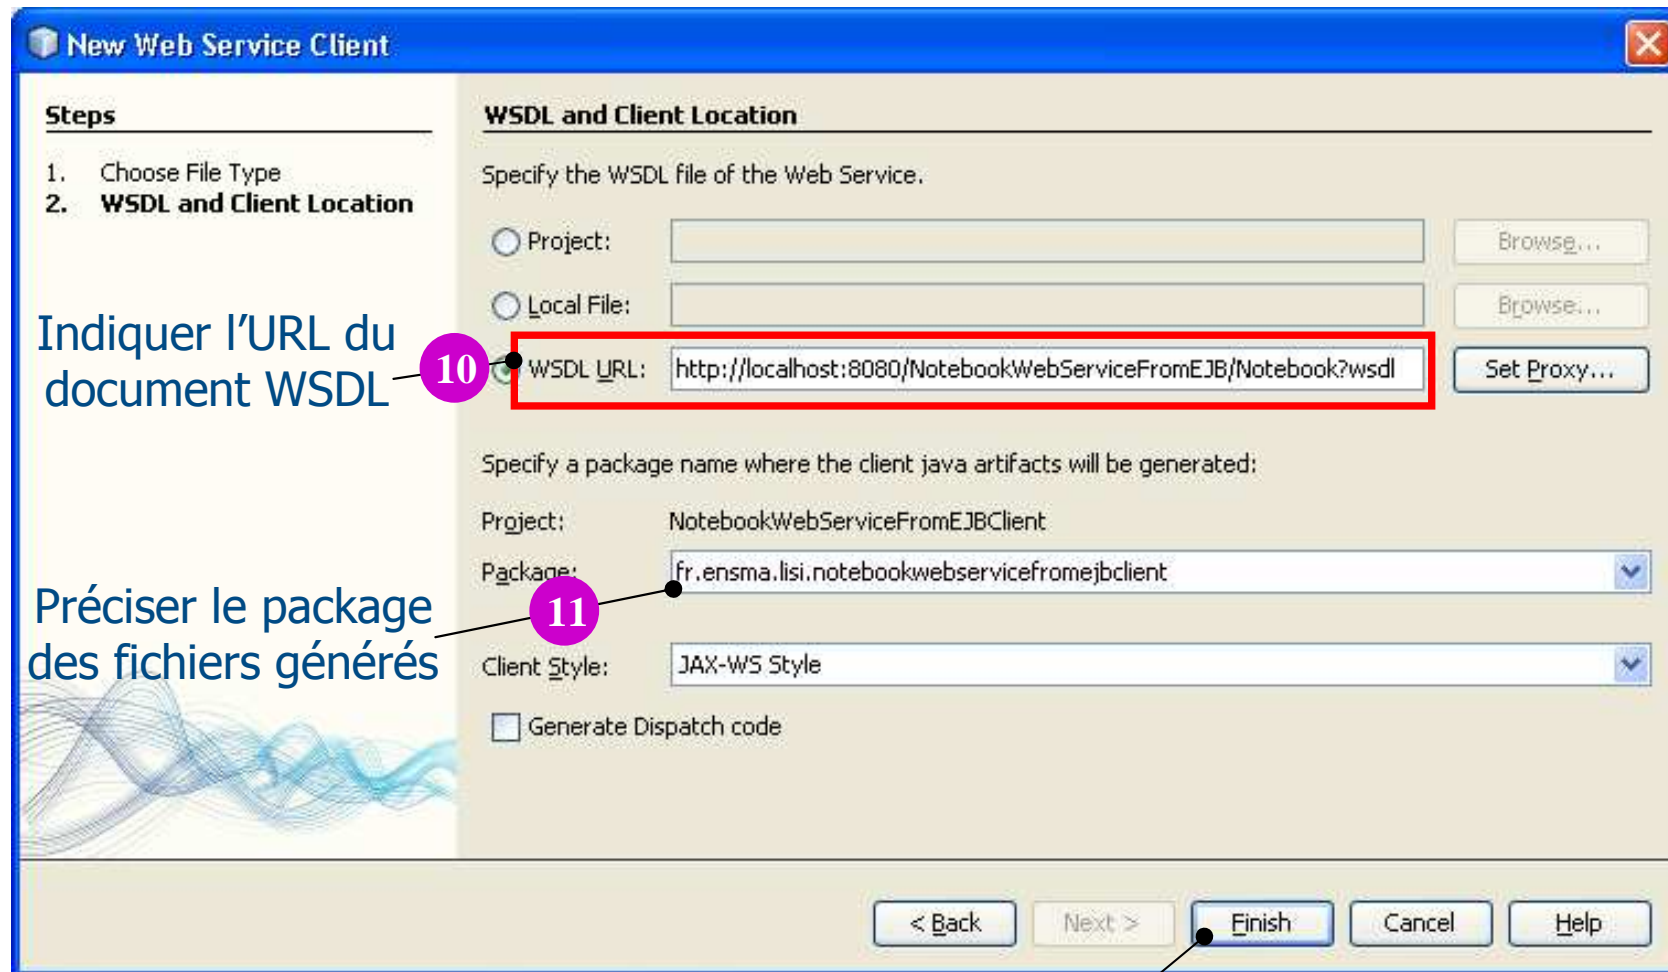 New Web Service Client
Steps
1. Choose File Type
2. WSDL and Client Location
WSDL and Client Location
Specify the WSDL file of the Web Service.
Project:
Browse...
Local File:
Browse...
Indiquer l’URL du
document WSDL
10
WSDL URL:
http://localhost:8080/NotebookWebServiceFromEJB/Notebook?wsdl
Set Proxy...
Specify a package name where the client java artifacts will be generated:
Project: NotebookWebServiceFromEJBClient
Package: fr.ensma.lisi.notebookwebservicefromejbclient
Préciser le package
des fichiers générés
11
Client Style: JAX-WS Style
Generate Dispatch code
< Back
Next >
Finish
Cancel
Help